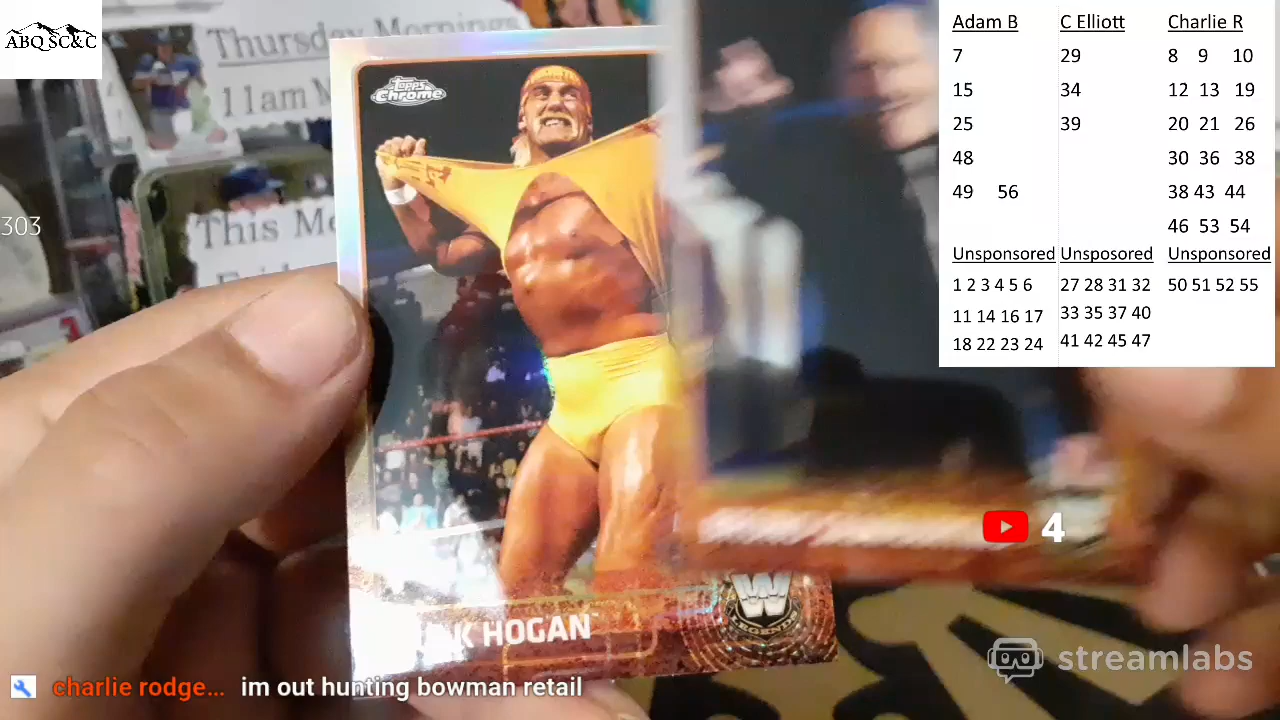 ABQ SC&C
Thursday Mornings
11am M
This Mo
303
Topps
Chrome
K HOGAN
W
LEGENDS
Adam B
7
15
25
48
49 56
Unsponsored
1 2 3 4 5 6
11 14 16 17
18 22 23 24
C Elliott
29
34
39
Unsposored
27 28 31 32
33 35 37 40
41 42 45 47
Charlie R
8 9 10
12 13 19
20 21 26
30 36 38
38 43 44
46 53 54
Unsponsored
50 51 52 55
4
streamlabs
charlie rodge... im out hunting bowman retail